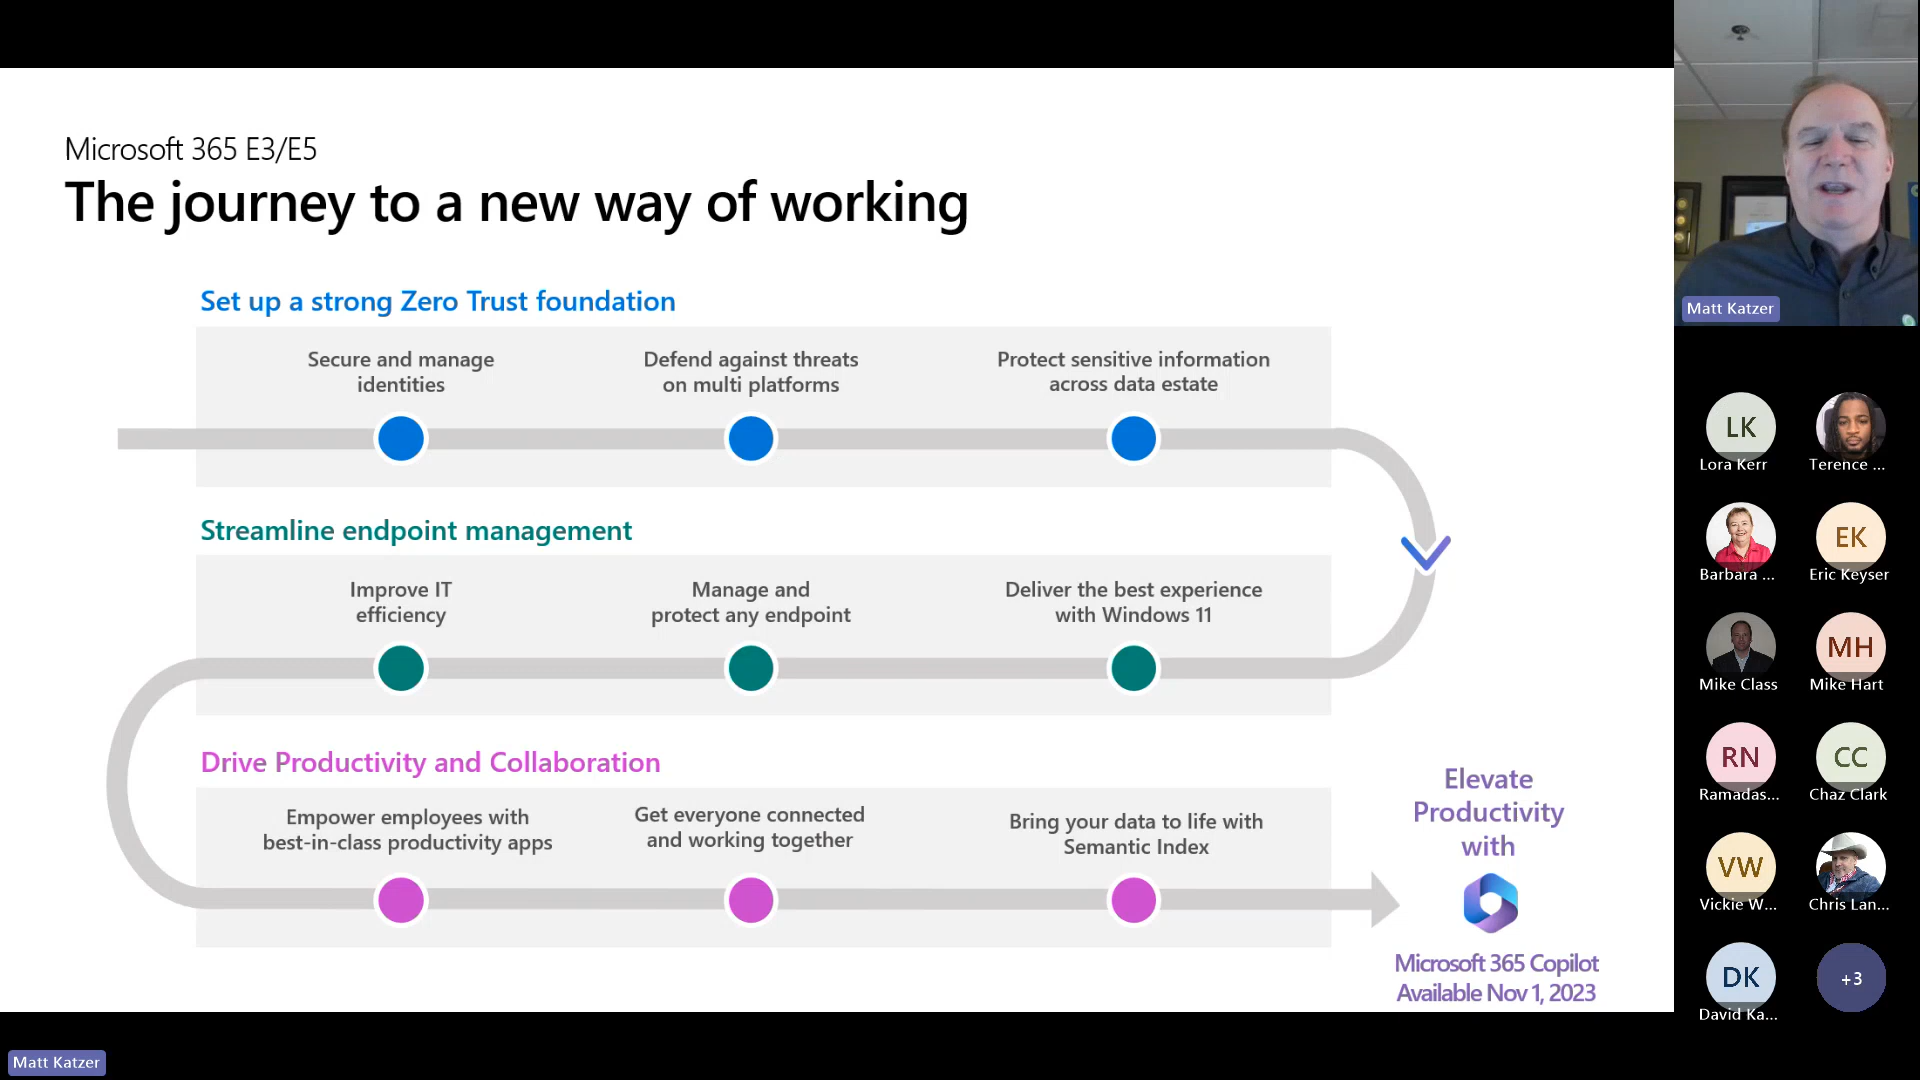 Microsoft 365 E3/E5
The journey to a new way of working
Set up a strong Zero Trust foundation
Secure and manage
identities
Defend against threats
on multi platforms
Protect sensitive information
across data estate
Streamline endpoint management
Improve IT
efficiency
Manage and
protect any endpoint
Deliver the best experience
with Windows 11
Drive Productivity and Collaboration
Empower employees with
best-in-class productivity apps
Get everyone connected
and working together
Bring your data to life with
Semantic Index
Elevate
Productivity
with
Microsoft 365 Copilot
Available Nov 1, 2023
Matt Katzer
LK
Lora Kerr
Terence ...
Barbara ...
EK
Eric Keyser
Mike Class
MH
Mike Hart
RN
Ramadas...
CC
Chaz Clark
VW
Vickie W...
Chris Lan...
DK
David Ka...
+3
Matt Katzer